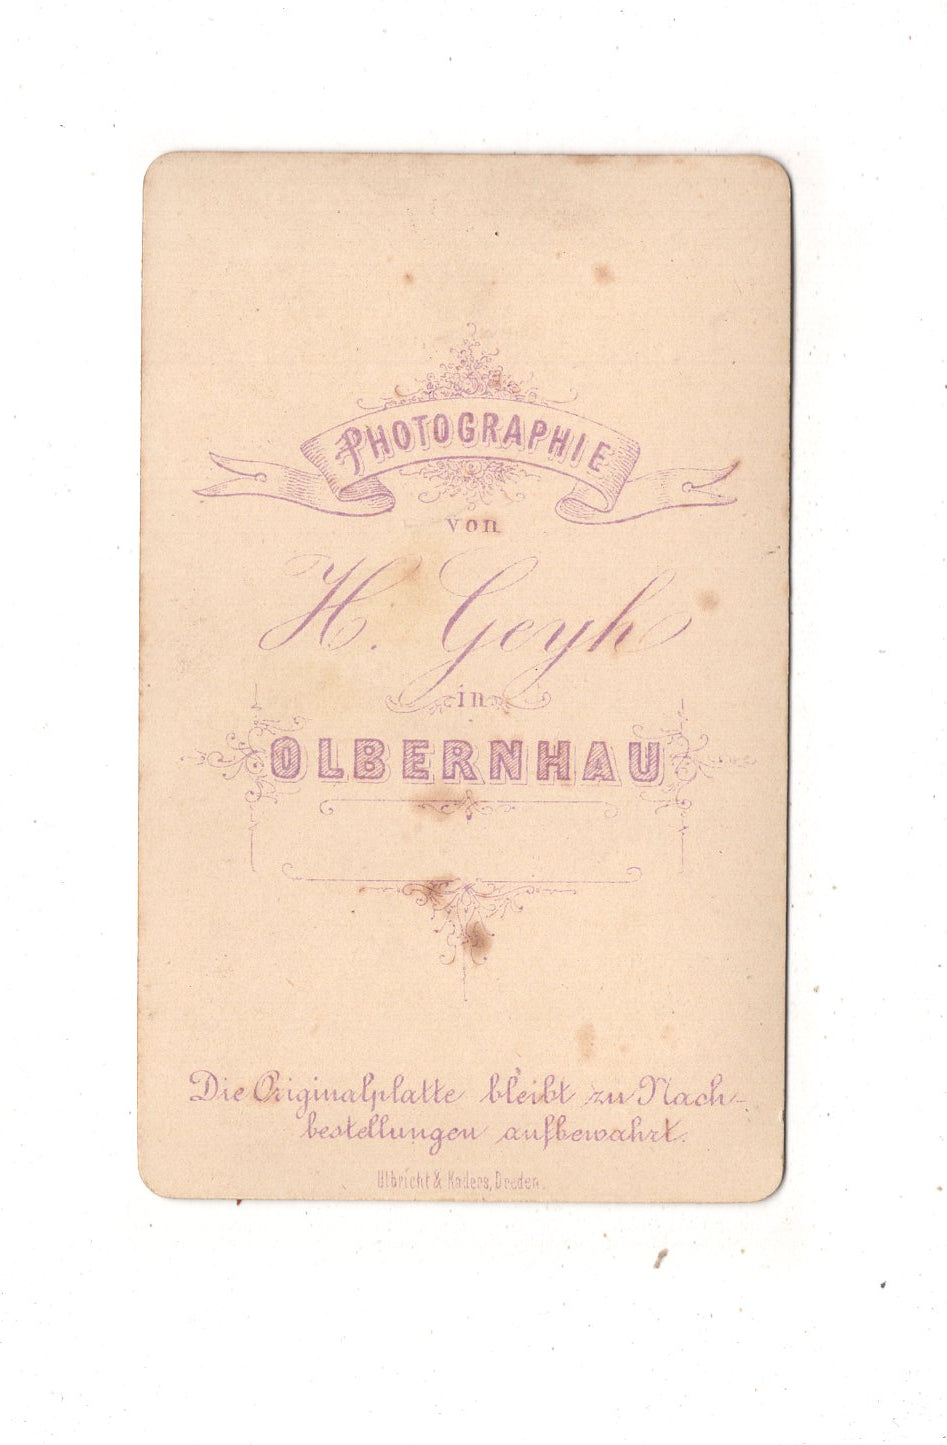 PHOTOGRAPHIE
von
H. Geyh
in
OLBERNHAU
Die Originalplatte bleibt zu Nach-
bestellungen aufbewahrt.
Ulbricht & Kaders, Dresden.